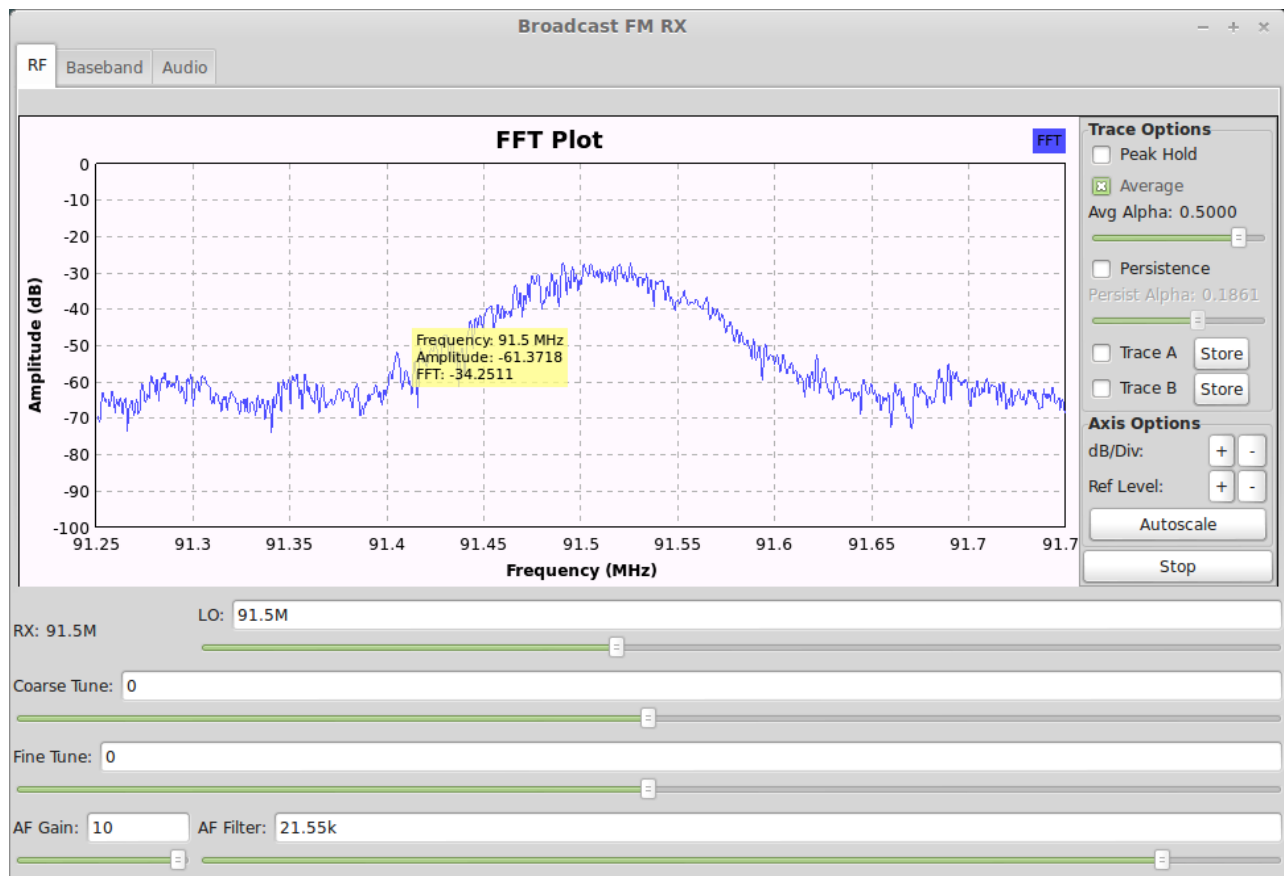 Broadcast FM RX
RF Baseband Audio
FFT Plot
FFT
0
-10
-20
-30
-40
-50
-60
-70
-80
-90
-100
Amplitude (dB)
Frequency: 91.5 MHz
Amplitude: -61.3718
FFT: -34.2511
91.25 91.3 91.35 91.4 91.45 91.5 91.55 91.6 91.65 91.7 91.7
Frequency (MHz)
Trace Options
Peak Hold
Average
Avg Alpha: 0.5000
Persistence
Persist Alpha: 0.1861
Trace A Store
Trace B Store
Axis Options
dB/Div: + -
Ref Level: + -
Autoscale
Stop
RX: 91.5M
LO: 91.5M
Coarse Tune: 0
Fine Tune: 0
AF Gain: 10 AF Filter: 21.55k